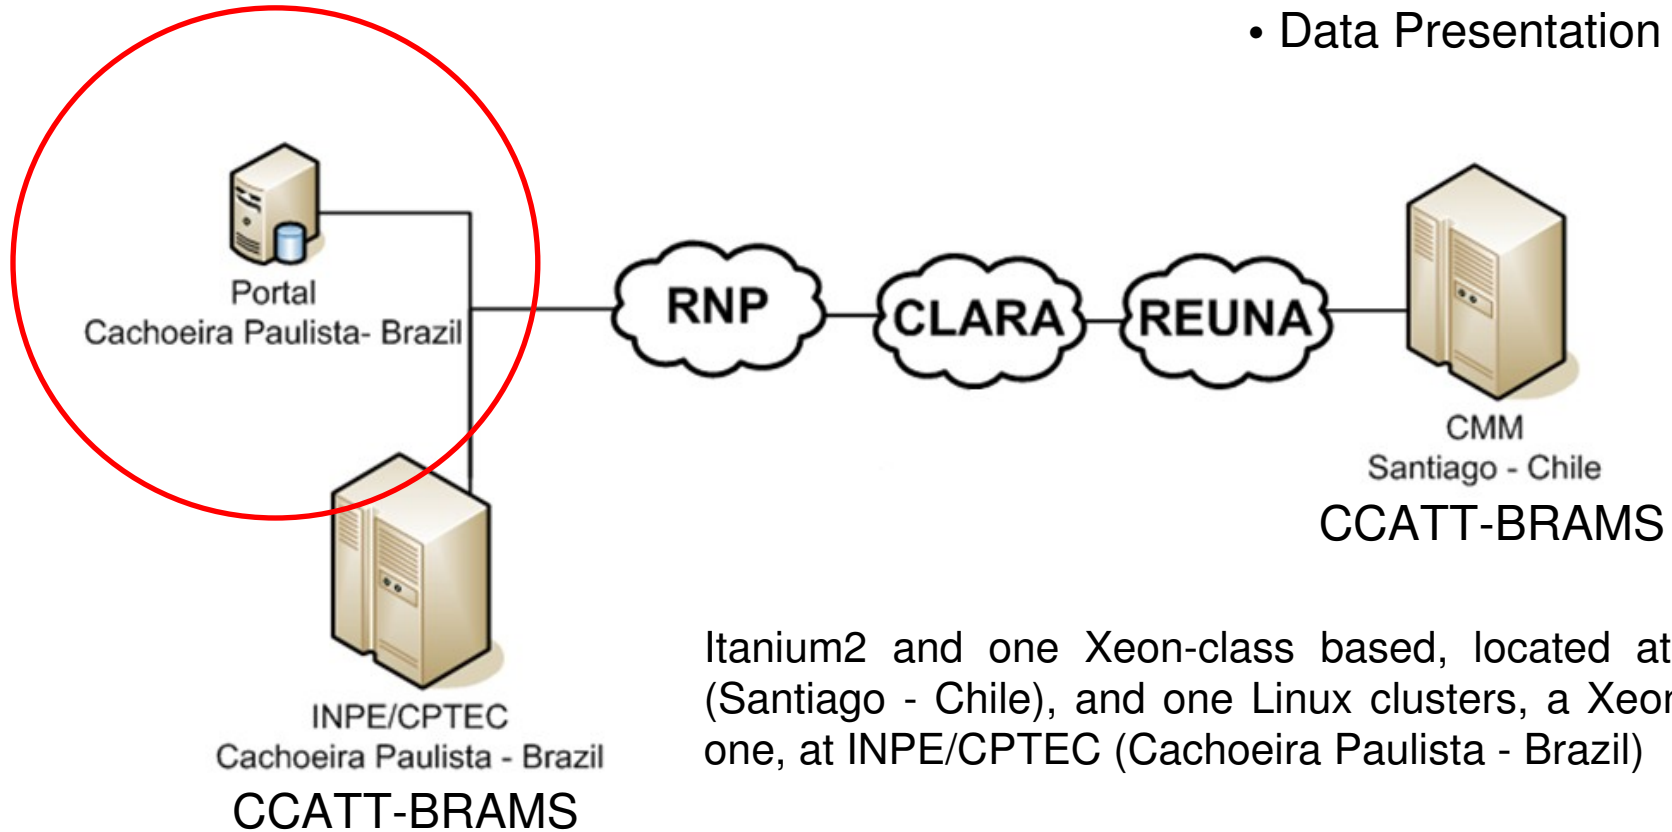 • Data Presentation
Portal
Cachoeira Paulista- Brazil
RNP
CLARA
REUNA
CMM
Santiago - Chile
CCATT-BRAMS
INPE/CPTEC
Cachoeira Paulista - Brazil
CCATT-BRAMS
Itanium2 and one Xeon-class based, located at
(Santiago - Chile), and one Linux clusters, a Xeon
one, at INPE/CPTEC (Cachoeira Paulista - Brazil)